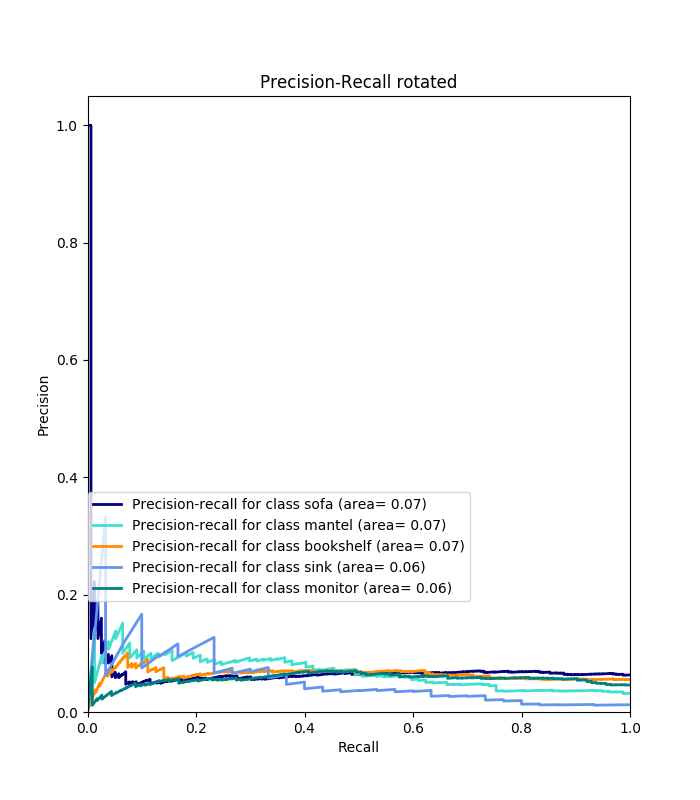 Precision-Recall rotated
1.0
0.8
0.6
0.4
0.2
0.0
Precision
Precision-recall for class sofa (area= 0.07)
Precision-recall for class mantel (area= 0.07)
Precision-recall for class bookshelf (area= 0.07)
Precision-recall for class sink (area= 0.06)
Precision-recall for class monitor (area= 0.06)
0.0 0.2 0.4 0.6 0.8 1.0
Recall